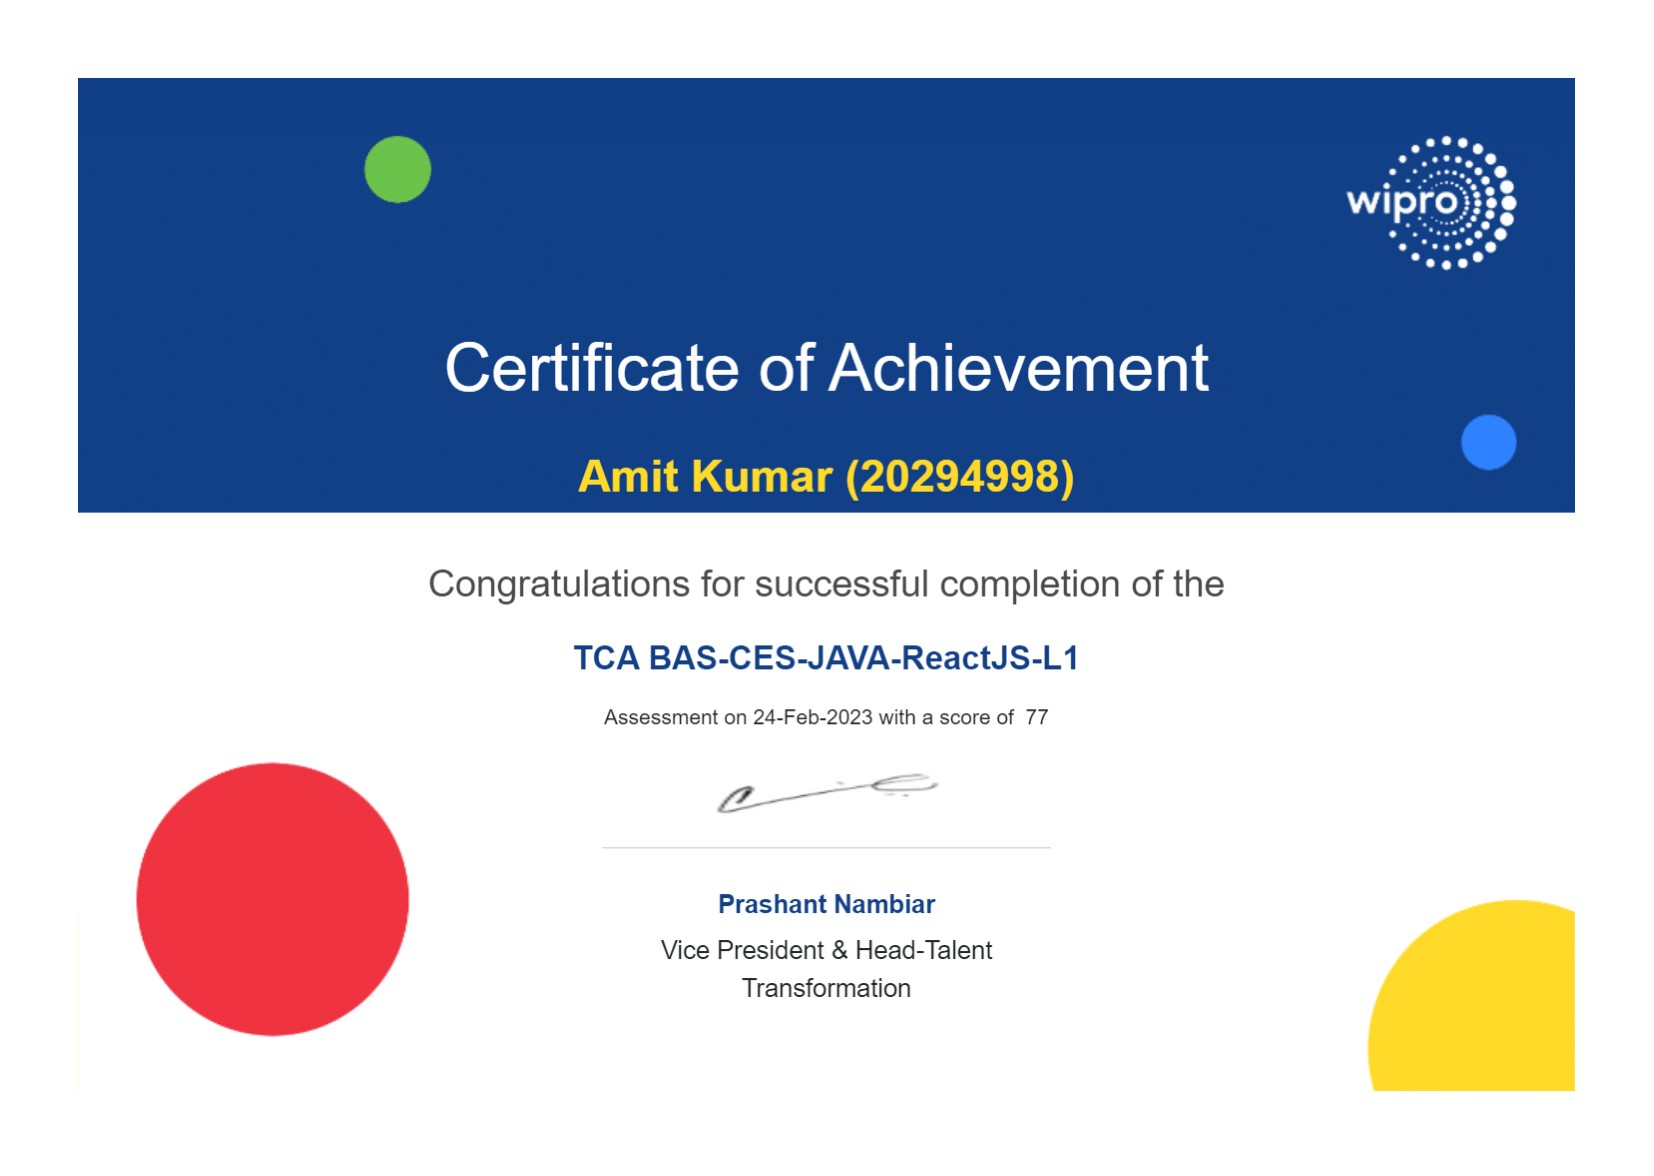 wipro
Certificate of Achievement
Amit Kumar (20294998)
Congratulations for successful completion of the
TCA BAS-CES-JAVA-ReactJS-L1
Assessment on 24-Feb-2023 with a score of  77
Prashant Nambiar
Vice President & Head-Talent
Transformation